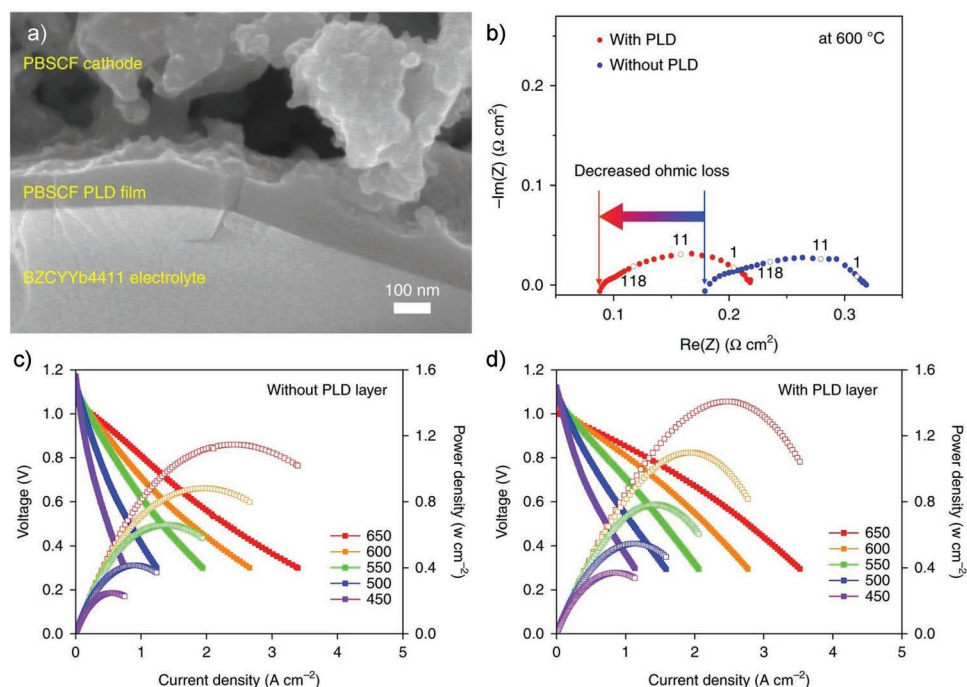 a)
PBSCF cathode
PBSCF PLD film
BZCYYb4411 electrolyte
100 nm
b)
With PLD
Without PLD
at 600 °C
Decreased ohmic loss
11
1
118
11
1
118
0.2
0.1
0.0
0.1 0.2 0.3
–Im(Z) (Ω cm²)
Re(Z) (Ω cm²)
c)
Without PLD layer
1.2
1.0
0.8
0.6
0.4
0.2
0.0
Voltage (V)
1.6
1.2
0.8
0.4
0.0
Power density (w cm⁻²)
650
600
550
500
450
0 1 2 3 4 5
Current density (A cm⁻²)
d)
With PLD layer
1.2
1.0
0.8
0.6
0.4
0.2
0.0
Voltage (V)
1.6
1.2
0.8
0.4
0.0
Power density (w cm⁻²)
650
600
550
500
450
0 1 2 3 4 5
Current density (A cm⁻²)